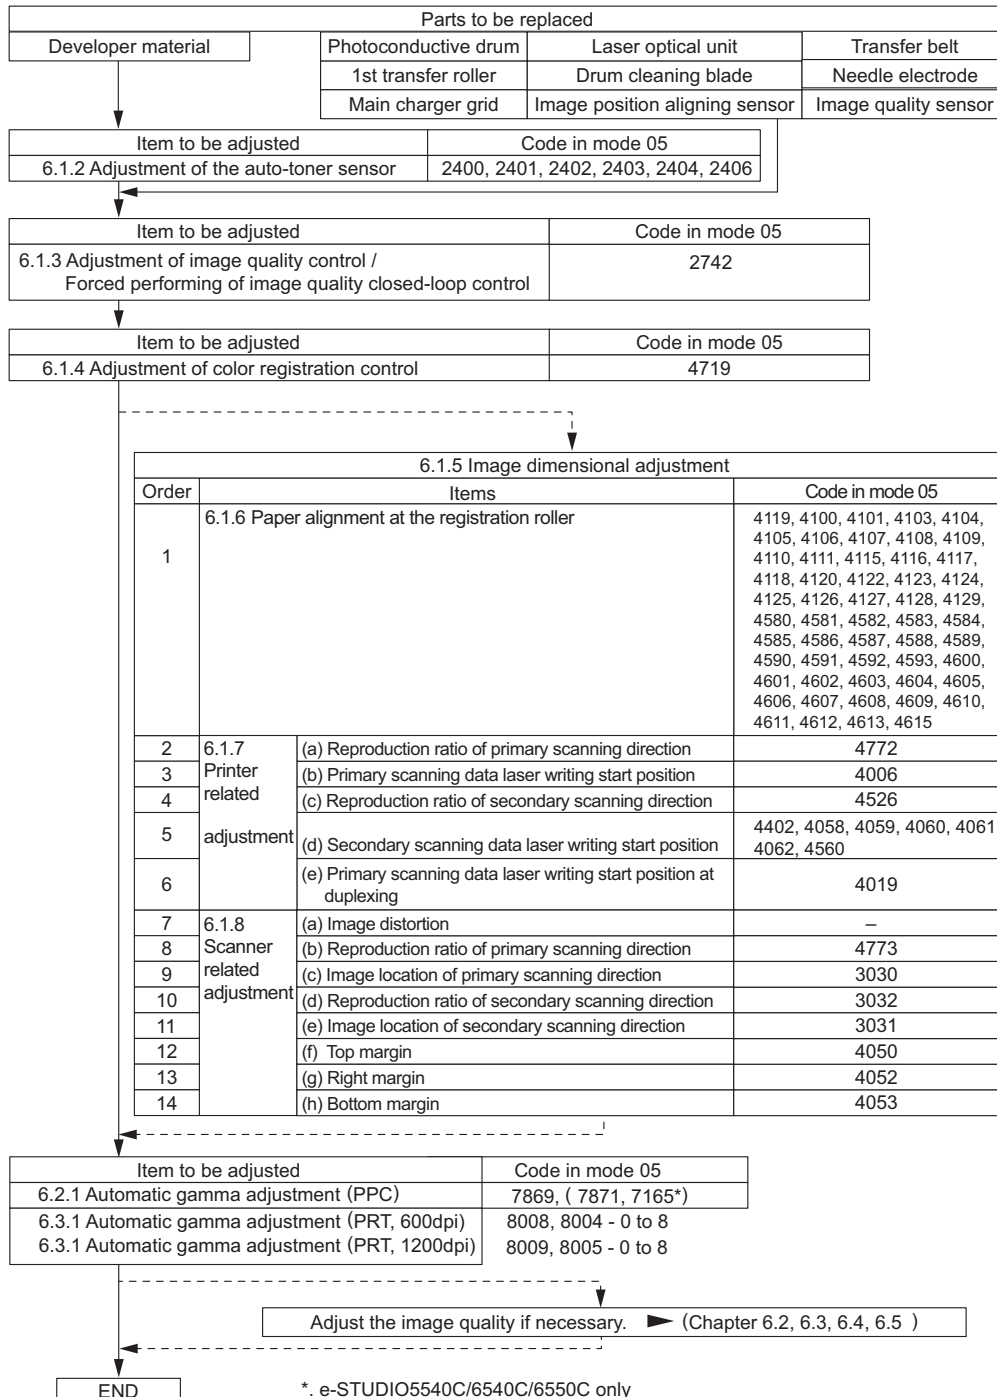 Parts to be replaced
Developer material
Photoconductive drum Laser optical unit Transfer belt
1st transfer roller Drum cleaning blade Needle electrode
Main charger grid Image position aligning sensor Image quality sensor
Item to be adjusted Code in mode 05
6.1.2 Adjustment of the auto-toner sensor 2400, 2401, 2402, 2403, 2404, 2406
Item to be adjusted Code in mode 05
6.1.3 Adjustment of image quality control / 2742
Forced performing of image quality closed-loop control
Item to be adjusted Code in mode 05
6.1.4 Adjustment of color registration control 4719
6.1.5 Image dimensional adjustment
Order Items Code in mode 05
1 6.1.6 Paper alignment at the registration roller
4119, 4100, 4101, 4103, 4104,
4105, 4106, 4107, 4108, 4109,
4110, 4111, 4115, 4116, 4117,
4118, 4120, 4122, 4123, 4124,
4125, 4126, 4127, 4128, 4129,
4580, 4581, 4582, 4583, 4584,
4585, 4586, 4587, 4588, 4589,
4590, 4591, 4592, 4593, 4600,
4601, 4602, 4603, 4604, 4605,
4606, 4607, 4608, 4609, 4610,
4611, 4612, 4613, 4615
6.1.7
Printer
related
adjustment
2 (a) Reproduction ratio of primary scanning direction 4772
3 (b) Primary scanning data laser writing start position 4006
4 (c) Reproduction ratio of secondary scanning direction 4526
5 (d) Secondary scanning data laser writing start position 4402, 4058, 4059, 4060, 4061
4062, 4560
6 (e) Primary scanning data laser writing start position at
duplexing 4019
6.1.8
Scanner
related
adjustment
7 (a) Image distortion –
8 (b) Reproduction ratio of primary scanning direction 4773
9 (c) Image location of primary scanning direction 3030
10 (d) Reproduction ratio of secondary scanning direction 3032
11 (e) Image location of secondary scanning direction 3031
12 (f) Top margin 4050
13 (g) Right margin 4052
14 (h) Bottom margin 4053
Item to be adjusted Code in mode 05
6.2.1 Automatic gamma adjustment (PPC) 7869, ( 7871, 7165*)
6.3.1 Automatic gamma adjustment (PRT, 600dpi) 8008, 8004 - 0 to 8
6.3.1 Automatic gamma adjustment (PRT, 1200dpi) 8009, 8005 - 0 to 8
Adjust the image quality if necessary. ► (Chapter 6.2, 6.3, 6.4, 6.5 )
END
*. e-STUDIO5540C/6540C/6550C only